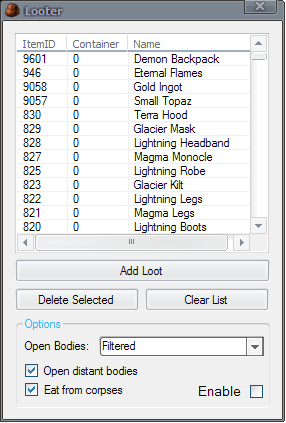 Looter
ItemID Container Name
9601 0 Demon Backpack
946 0 Eternal Flames
9058 0 Gold Ingot
9057 0 Small Topaz
830 0 Terra Hood
829 0 Glacier Mask
828 0 Lightning Headband
827 0 Magma Monocle
825 0 Lightning Robe
823 0 Glacier Kilt
822 0 Lightning Legs
821 0 Magma Legs
820 0 Lightning Boots
Add Loot
Delete Selected Clear List
Options
Open Bodies: Filtered
Open distant bodies
Eat from corpses Enable